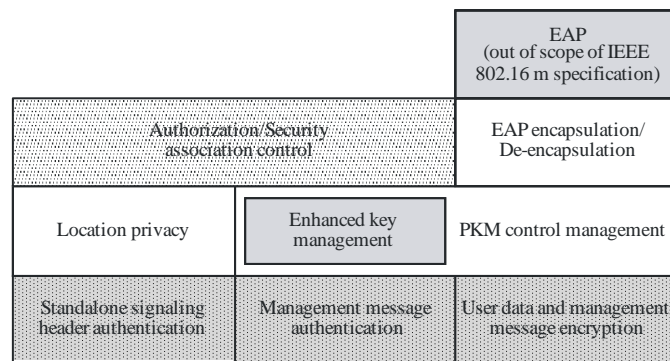 EAP
(out of scope of IEEE
802.16 m specification)
Authorization/Security
association control
EAP encapsulation/
De-encapsulation
Location privacy
Enhanced key
management
PKM control management
Standalone signaling
header authentication
Management message
authentication
User data and management
message encryption